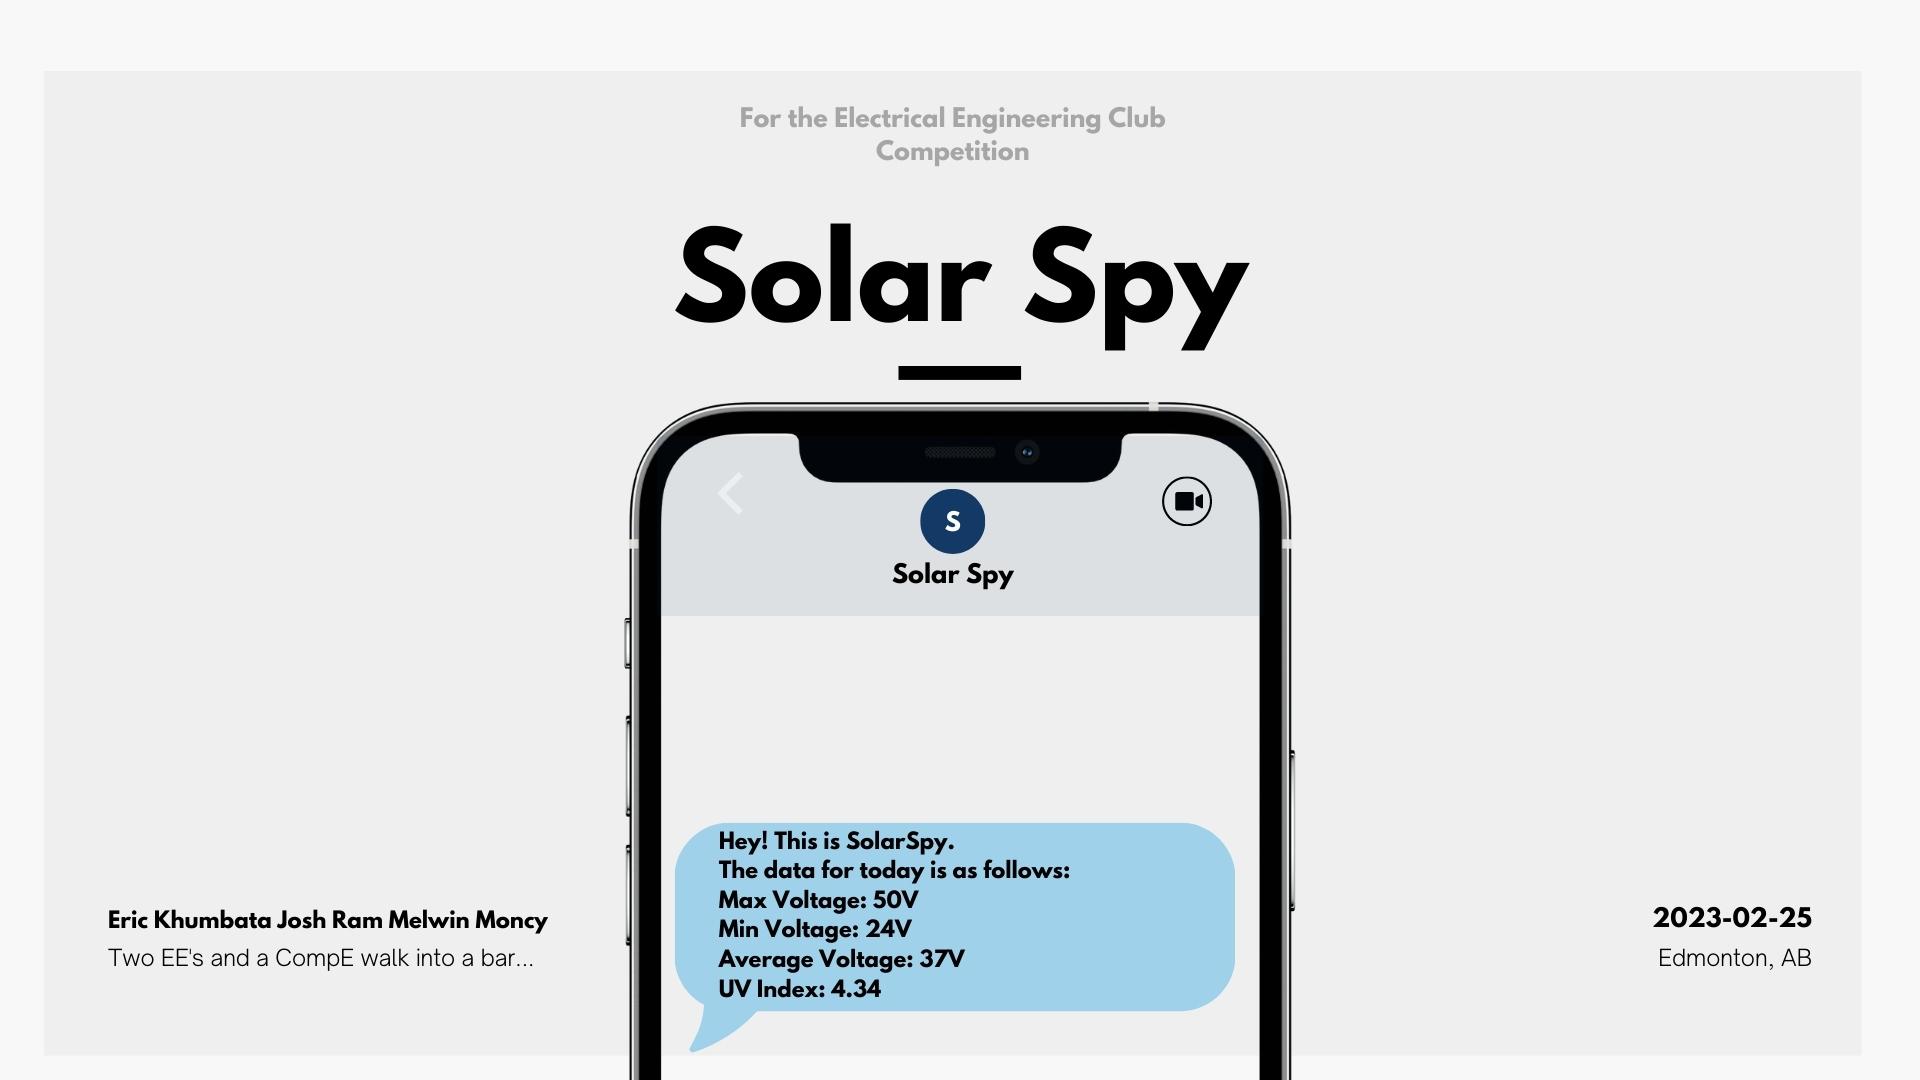 For the Electrical Engineering Club
Competition
Solar Spy
S
Solar Spy
Hey! This is SolarSpy.
The data for today is as follows:
Max Voltage: 50V
Min Voltage: 24V
Average Voltage: 37V
UV Index: 4.34
Eric Khumbata Josh Ram Melwin Moncy
Two EE's and a CompE walk into a bar...
2023-02-25
Edmonton, AB